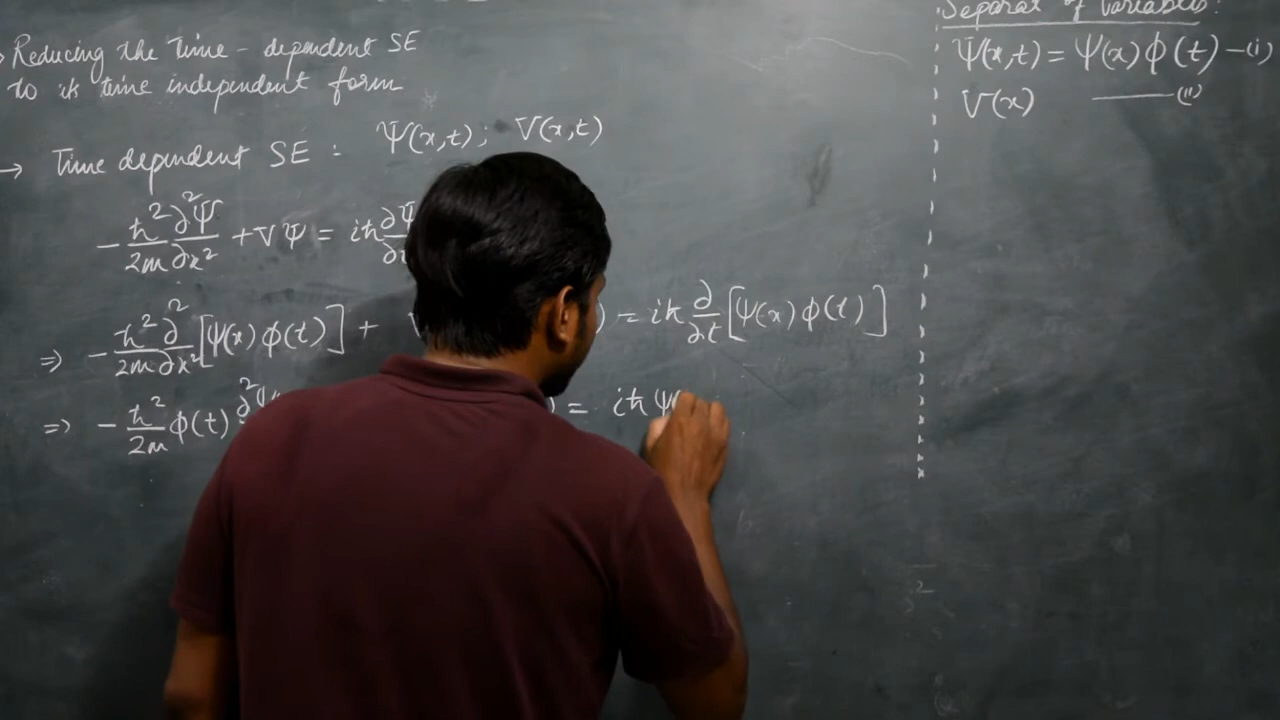 Reducing the Time-dependent SE
to its time independent form
→ Time dependent SE : Ψ(x,t); V(x,t)
-ħ²/2m ∂²Ψ/∂x² + VΨ = iħ ∂Ψ
⇒ -ħ²/2m ∂²/∂x² [ψ(x)ϕ(t)] + ) = iħ ∂/∂t [ψ(x)ϕ(t)]
⇒ -ħ²/2m ϕ(t) ∂²ψ ) = iħ ψ(
Separat of Variables:
Ψ(x,t) = ψ(x)ϕ(t) —(i)
V(x) —(ii)